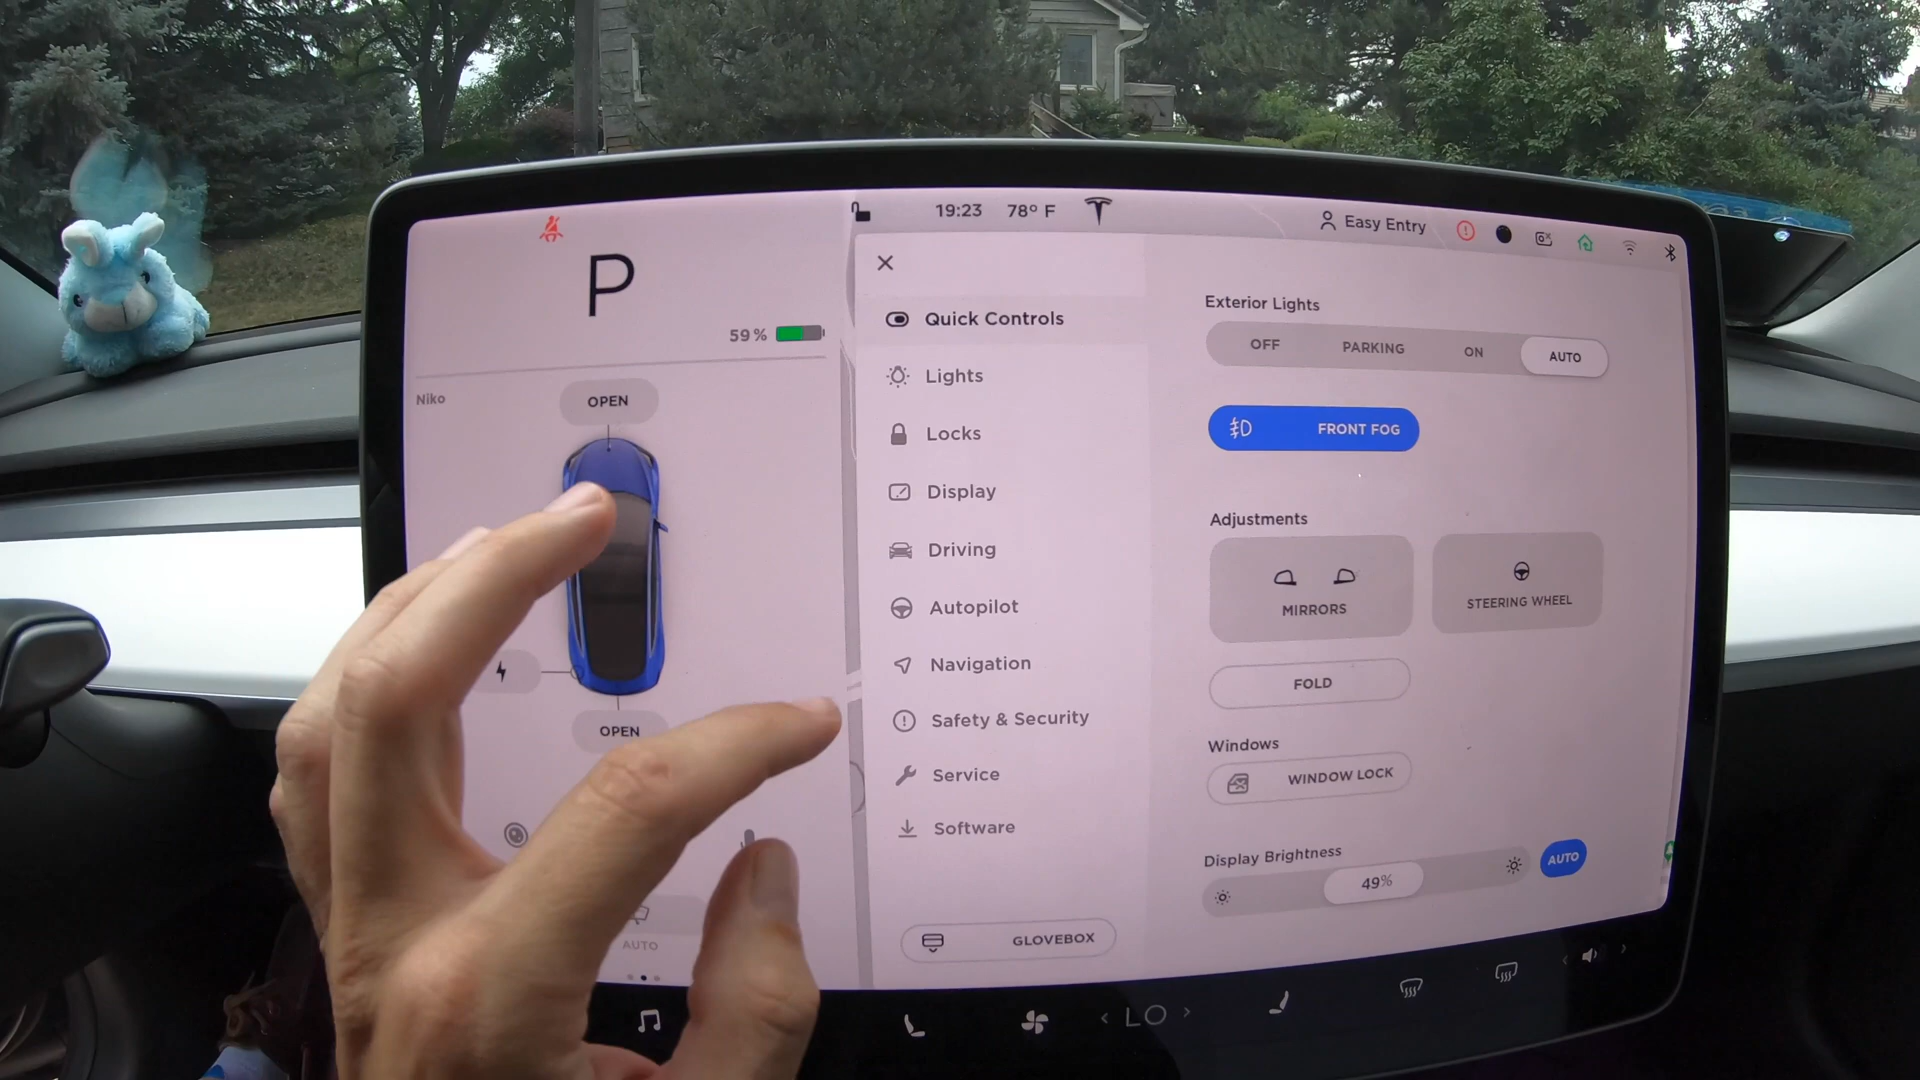 P
59%
Niko
OPEN
OPEN
AUTO
19:23 78° F
Easy Entry
Quick Controls
Lights
Locks
Display
Driving
Autopilot
Navigation
Safety & Security
Service
Software
GLOVEBOX
Exterior Lights
OFF PARKING ON AUTO
FRONT FOG
Adjustments
MIRRORS
STEERING WHEEL
FOLD
Windows
WINDOW LOCK
Display Brightness
49%
AUTO
< LO >